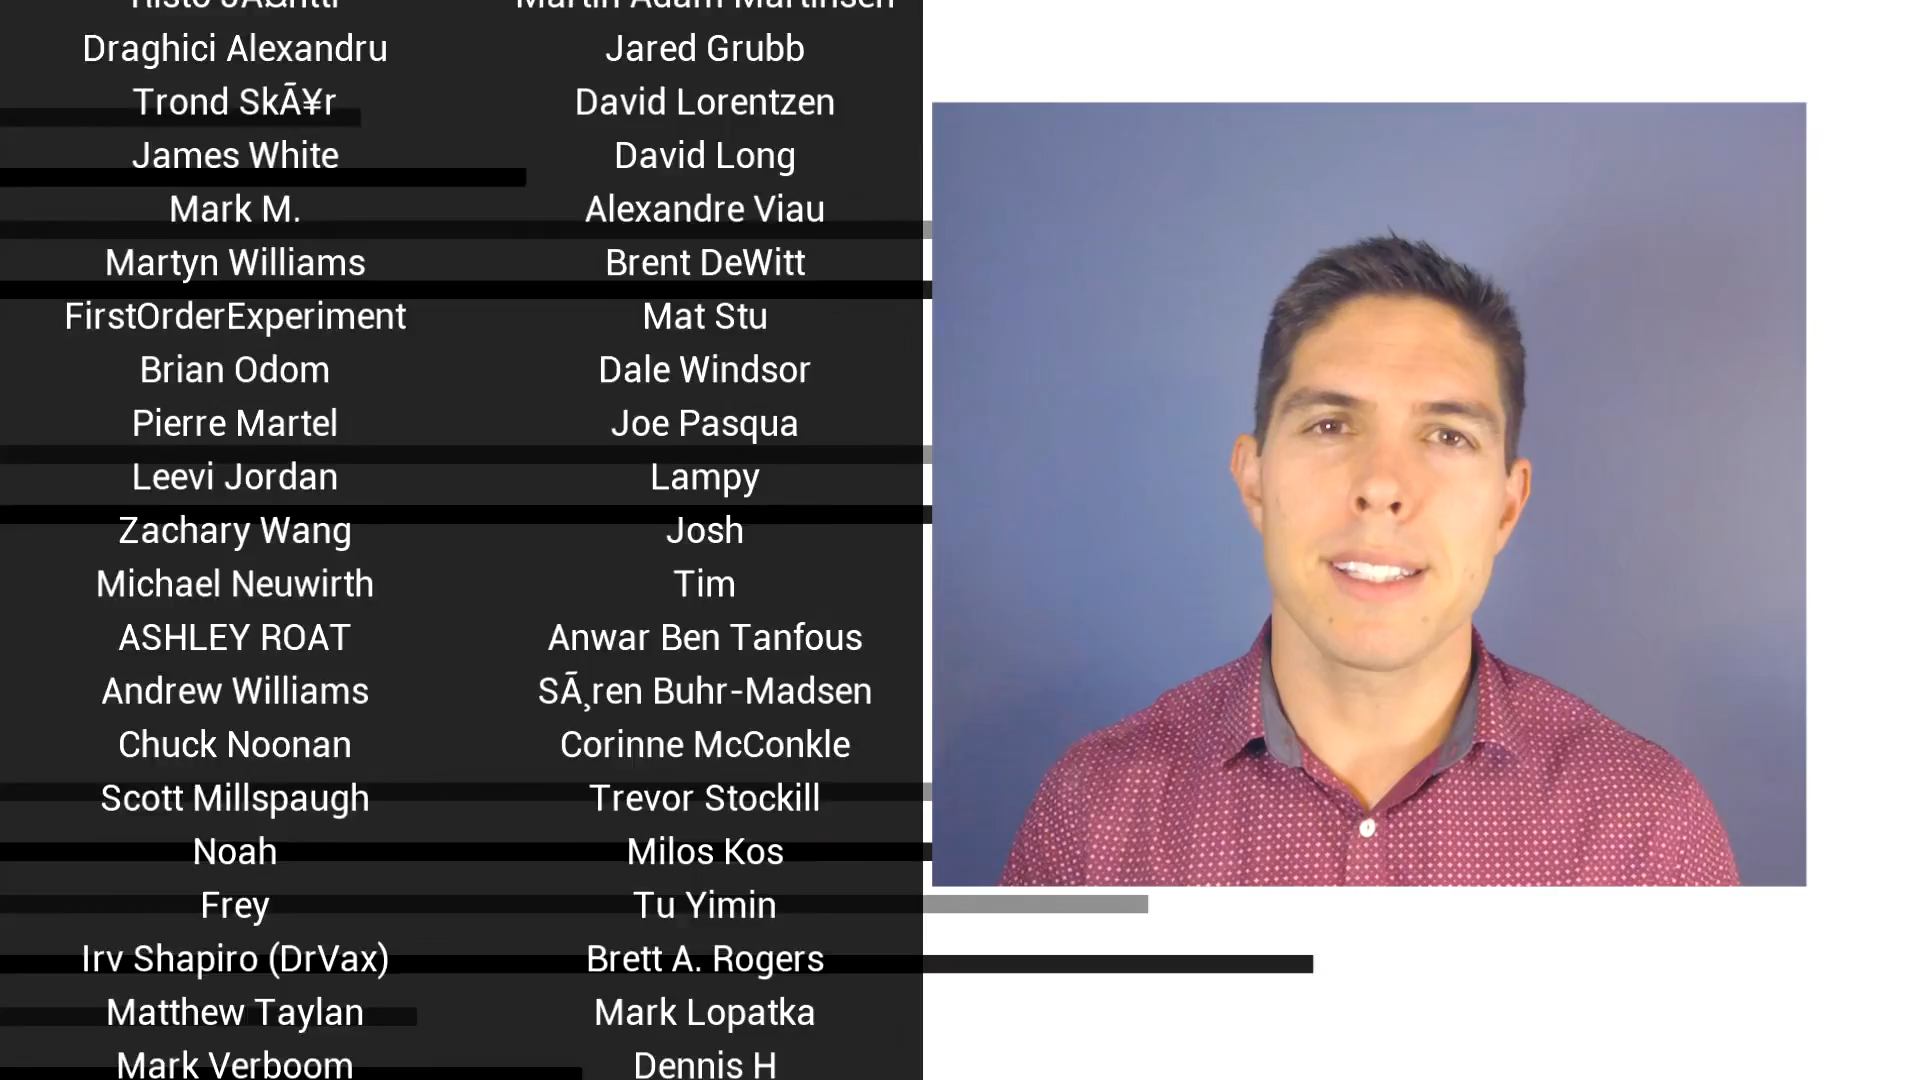 Martin Adam Martinsen
Draghici Alexandru
Jared Grubb
Trond SkÃ¥r
David Lorentzen
James White
David Long
Mark M.
Alexandre Viau
Martyn Williams
Brent DeWitt
FirstOrderExperiment
Mat Stu
Brian Odom
Dale Windsor
Pierre Martel
Joe Pasqua
Leevi Jordan
Lampy
Zachary Wang
Josh
Michael Neuwirth
Tim
ASHLEY ROAT
Anwar Ben Tanfous
Andrew Williams
SÃ¸ren Buhr-Madsen
Chuck Noonan
Corinne McConkle
Scott Millspaugh
Trevor Stockill
Noah
Milos Kos
Frey
Tu Yimin
Irv Shapiro (DrVax)
Brett A. Rogers
Matthew Taylan
Mark Lopatka
Mark Verboom
Dennis H